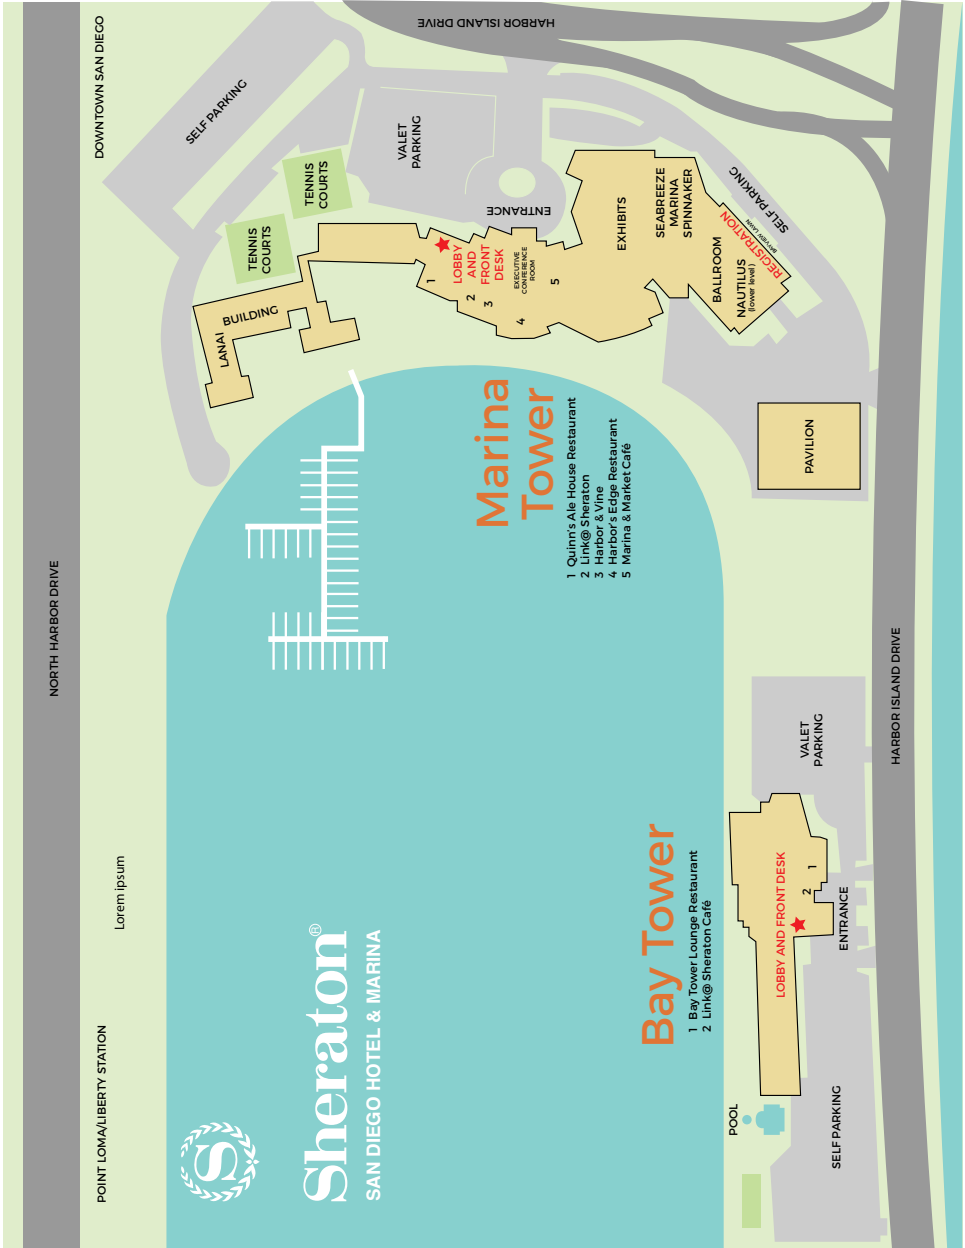 NORTH HARBOR DRIVE
POINT LOMA/LIBERTY STATION
DOWNTOWN SAN DIEGO
Lorem ipsum
SELF PARKING
HARBOR ISLAND DRIVE
VALET
PARKING
TENNIS
COURTS
TENNIS
COURTS
LANAI
BUILDING
ENTRANCE
LOBBY
AND
FRONT
DESK
EXECUTIVE
CONFERENCE
ROOM
1
2
3
4
5
EXHIBITS
SEABREEZE
MARINA
SPINNAKER
BALLROOM
NAUTILUS
(lower level)
REGISTRATION
BAYVIEW LAWN
SELF PARKING
PAVILION
S
Sheraton®
SAN DIEGO HOTEL & MARINA
Marina
Tower
1 Quinn's Ale House Restaurant
2 Link@ Sheraton
3 Harbor & Vine
4 Harbor's Edge Restaurant
5 Marina & Market Café
Bay Tower
1 Bay Tower Lounge Restaurant
2 Link@ Sheraton Café
POOL
LOBBY AND FRONT DESK
1
2
ENTRANCE
VALET
PARKING
SELF PARKING
HARBOR ISLAND DRIVE